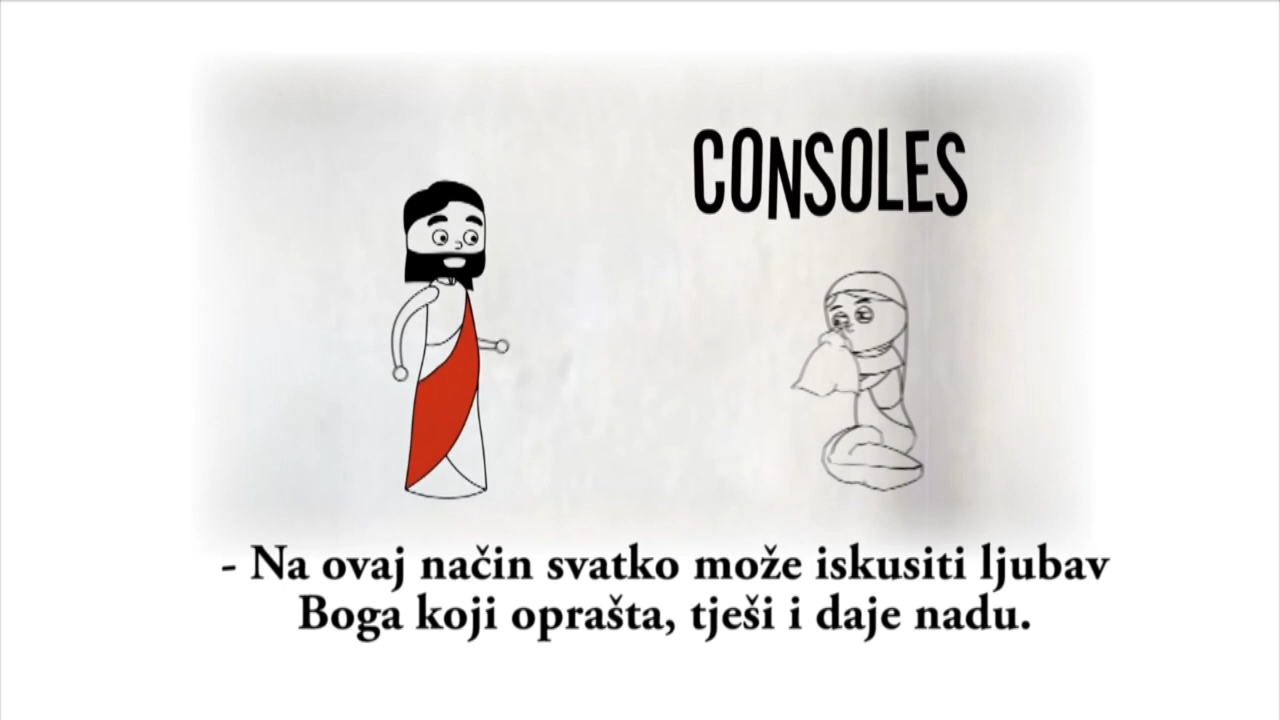 CONSOLES
- Na ovaj način svatko može iskusiti ljubav
Boga koji oprašta, tješi i daje nadu.